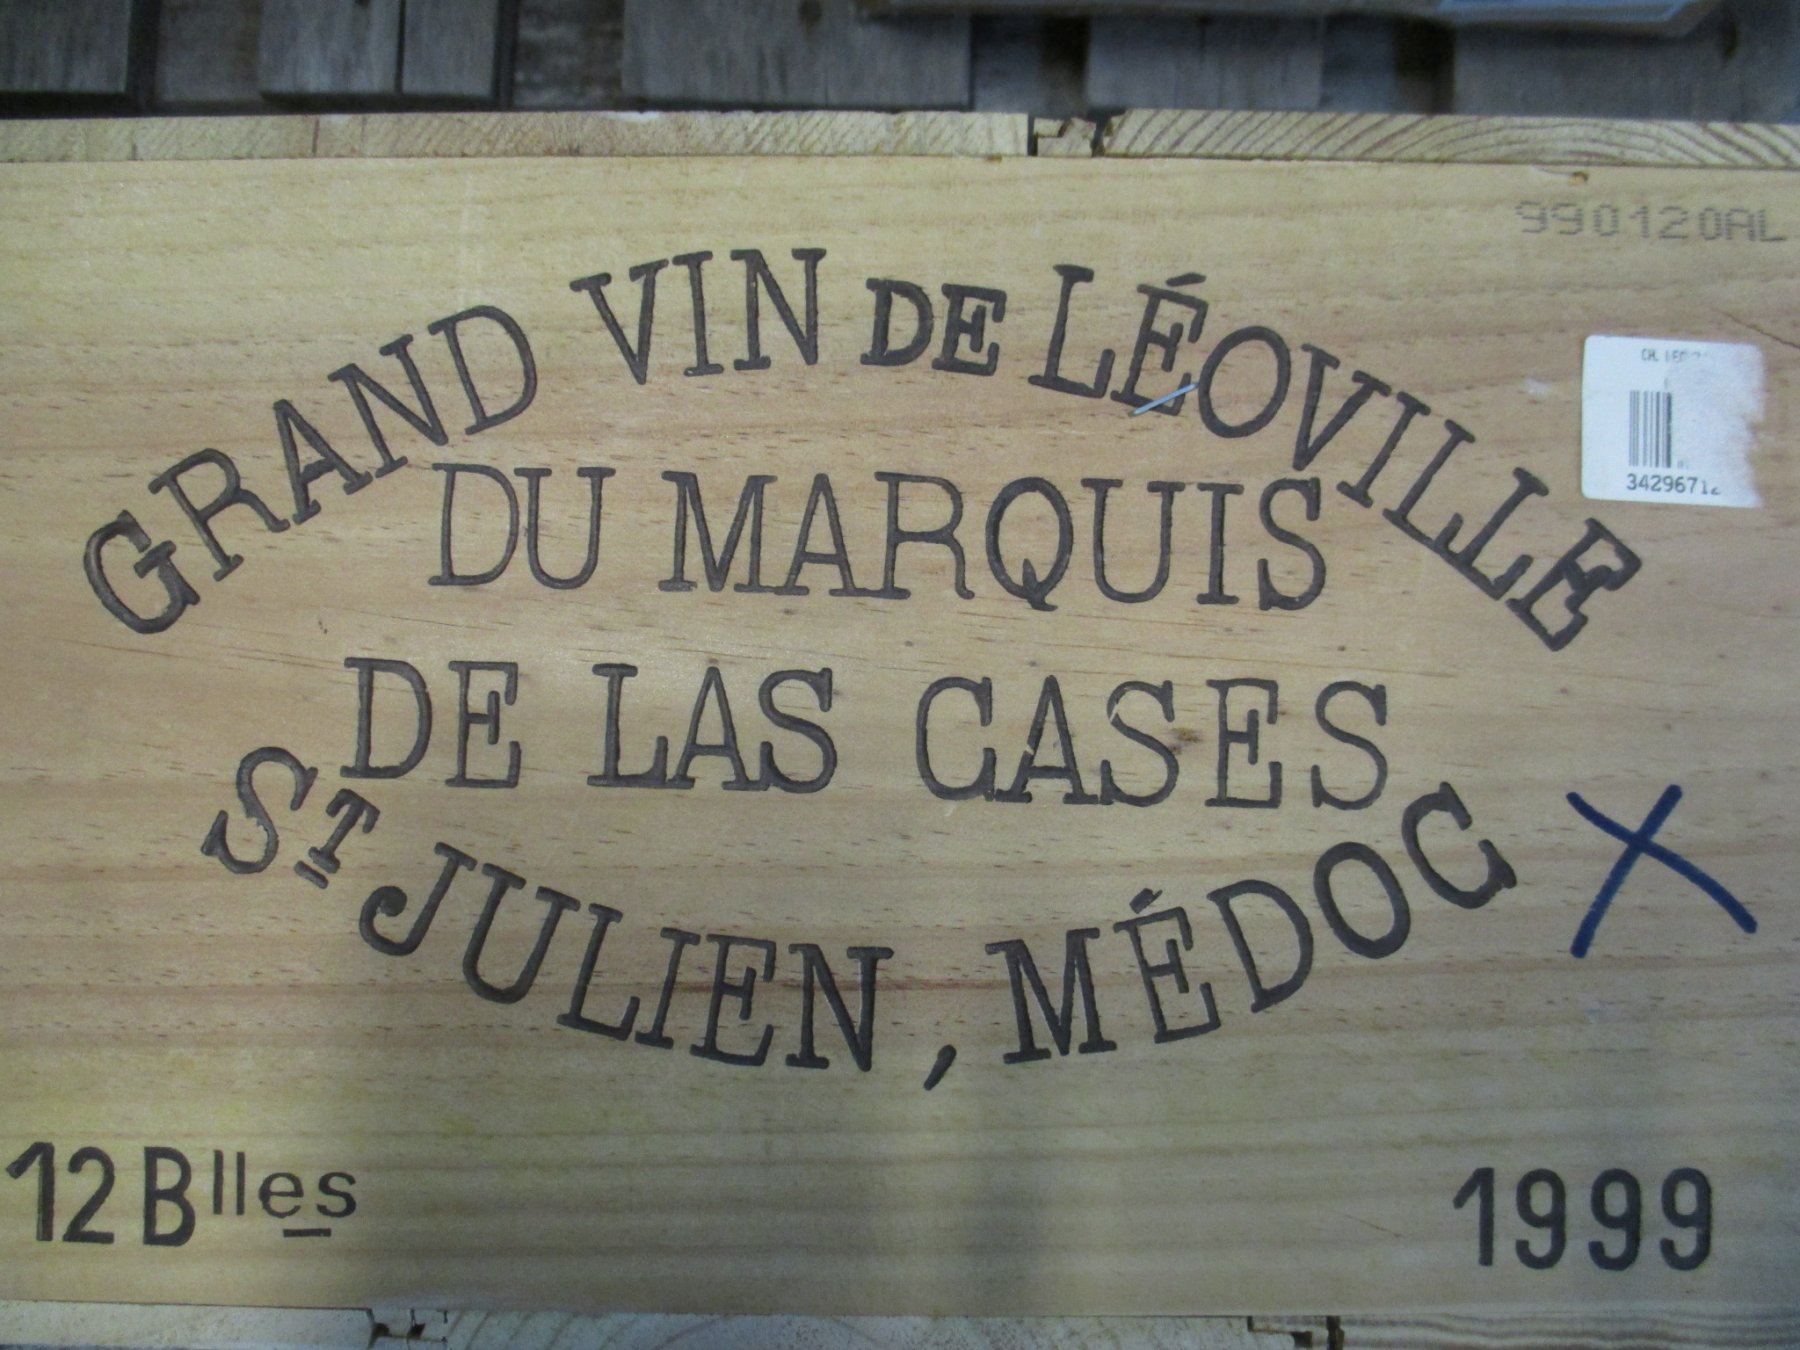 990120AL
GRAND VIN DE LÉOVILLE
DU MARQUIS
DE LAS CASES
ST JULIEN, MÉDOC
12 Blles
1999